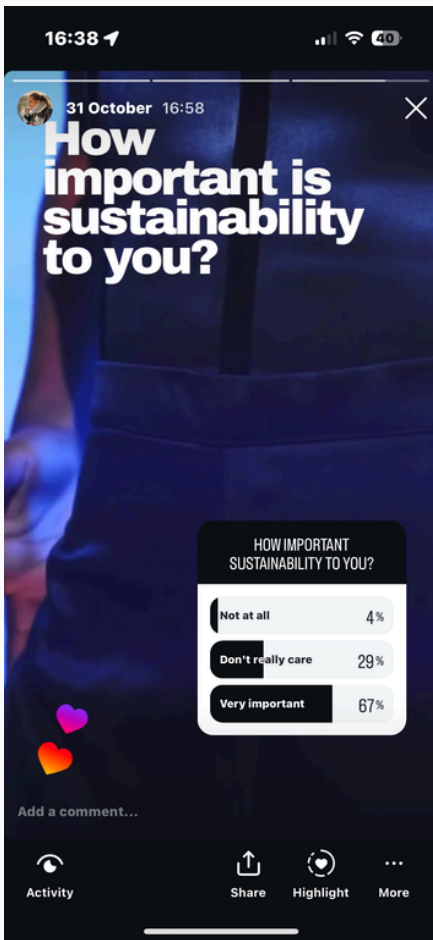 16:38
40
31 October 16:58
How
important is
sustainability
to you?
HOW IMPORTANT
SUSTAINABILITY TO YOU?
Not at all 4%
Don't really care 29%
Very important 67%
Add a comment...
Activity
Share
Highlight
More